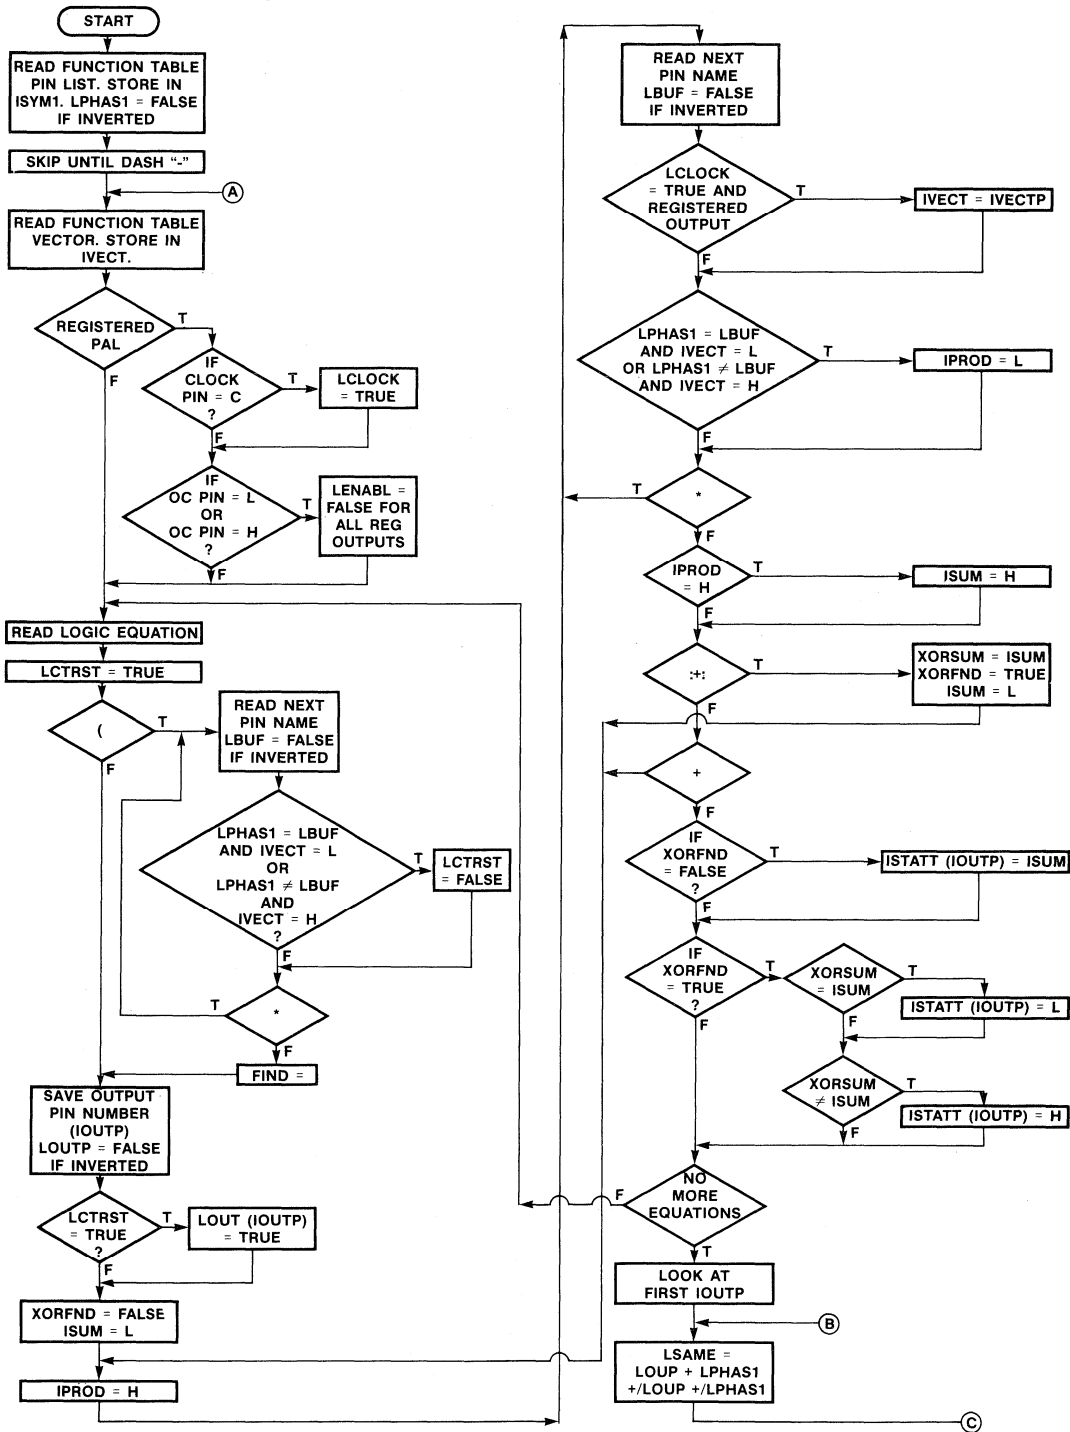 START
READ FUNCTION TABLE
PIN LIST. STORE IN
ISYM1. LPHAS1 = FALSE
IF INVERTED
SKIP UNTIL DASH "-"
A
READ FUNCTION TABLE
VECTOR. STORE IN
IVECT.
REGISTERED
PAL
T
F
IF
CLOCK
PIN = C
?
T
F
LCLOCK
= TRUE
IF
OC PIN = L
OR
OC PIN = H
?
T
F
LENABL =
FALSE FOR
ALL REG
OUTPUTS
READ LOGIC EQUATION
LCTRST = TRUE
(
T
F
READ NEXT
PIN NAME
LBUF = FALSE
IF INVERTED
LPHAS1 = LBUF
AND IVECT = L
OR
LPHAS1 ≠ LBUF
AND
IVECT = H
?
T
F
LCTRST
= FALSE
*
T
F
FIND =
SAVE OUTPUT
PIN NUMBER
(IOUTP)
LOUTP = FALSE
IF INVERTED
LCTRST
= TRUE
?
T
F
LOUT (IOUTP)
= TRUE
XORFND = FALSE
ISUM = L
IPROD = H
READ NEXT
PIN NAME
LBUF = FALSE
IF INVERTED
LCLOCK
= TRUE AND
REGISTERED
OUTPUT
T
F
IVECT = IVECTP
LPHAS1 = LBUF
AND IVECT = L
OR LPHAS1 ≠ LBUF
AND IVECT = H
T
F
IPROD = L
*
T
F
IPROD
= H
T
F
ISUM = H
:+:
T
F
XORSUM = ISUM
XORFND = TRUE
ISUM = L
+
F
IF
XORFND
= FALSE
?
T
F
ISTATT (IOUTP) = ISUM
IF
XORFND
= TRUE
?
T
F
XORSUM
= ISUM
T
F
ISTATT (IOUTP) = L
XORSUM
≠ ISUM
T
F
ISTATT (IOUTP) = H
NO
MORE
EQUATIONS
F
T
LOOK AT
FIRST IOUTP
B
LSAME =
LOUP + LPHAS1
+/LOUP +/LPHAS1
C